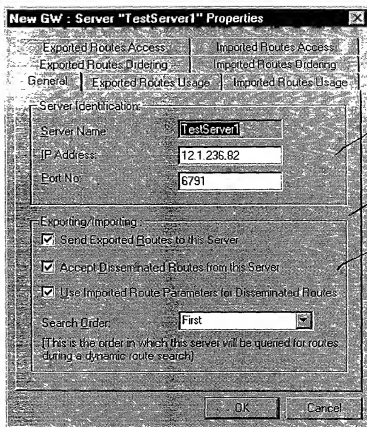 New GW : Server "TestServer1" Properties
Exported Routes Access
Imported Routes Access
Exported Routes Ordering
Imported Routes Ordering
General
Exported Routes Usage
Imported Routes Usage
Server Identification:
Server Name
TestServer1
IP Address:
12.1.236.82
Port No
6791
Exporting/Importing
Send Exported Routes to this Server
Accept Disseminated Routes from this Server
Use Imported Route Parameters for Disseminated Routes
Search Order:
First
(This is the order in which this server will be queried for routes
during a dynamic route search)
OK
Cancel